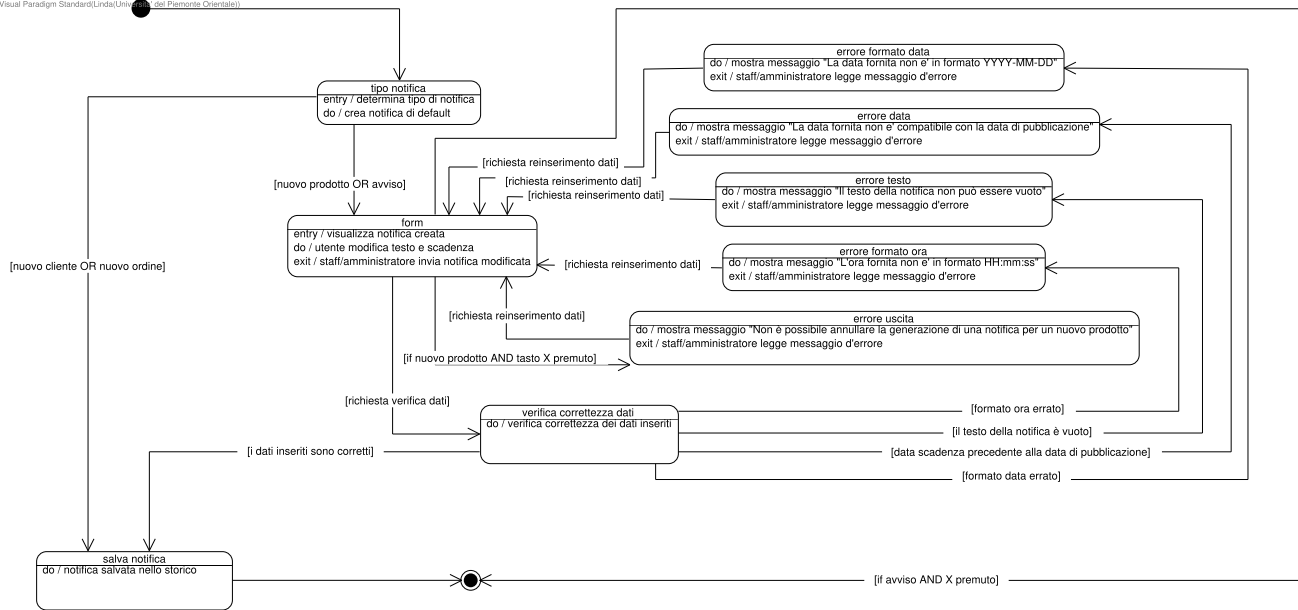 Visual Paradigm Standard(Linda(Universita' del Piemonte Orientale))
errore formato data
do / mostra messaggio "La data fornita non e' in formato YYYY-MM-DD"
exit / staff/amministratore legge messaggio d'errore
tipo notifica
entry / determina tipo di notifica
do / crea notifica di default
errore data
do / mostra messaggio "La data fornita non e' compatibile con la data di pubblicazione"
exit / staff/amministratore legge messaggio d'errore
[richiesta reinserimento dati]
[richiesta reinserimento dati]
[richiesta reinserimento dati]
[nuovo prodotto OR avviso]
errore testo
do / mostra messaggio "Il testo della notifica non può essere vuoto"
exit / staff/amministratore legge messaggio d'errore
form
entry / visualizza notifica creata
do / utente modifica testo e scadenza
exit / staff/amministratore invia notifica modificata
errore formato ora
do / mostra mesaggio "L'ora fornita non e' in formato HH:mm:ss"
exit / staff/amministratore legge messaggio d'errore
[richiesta reinserimento dati]
[nuovo cliente OR nuovo ordine]
[richiesta reinserimento dati]
errore uscita
do / mostra messaggio "Non è possibile annullare la generazione di una notifica per un nuovo prodotto"
exit / staff/amministratore legge messaggio d'errore
[if nuovo prodotto AND tasto X premuto]
[richiesta verifica dati]
verifica correttezza dati
do / verifica correttezza dei dati inseriti
[formato ora errato]
[il testo della notifica è vuoto]
[i dati inseriti sono corretti]
[data scadenza precedente alla data di pubblicazione]
[formato data errato]
salva notifica
do / notifica salvata nello storico
[if avviso AND X premuto]